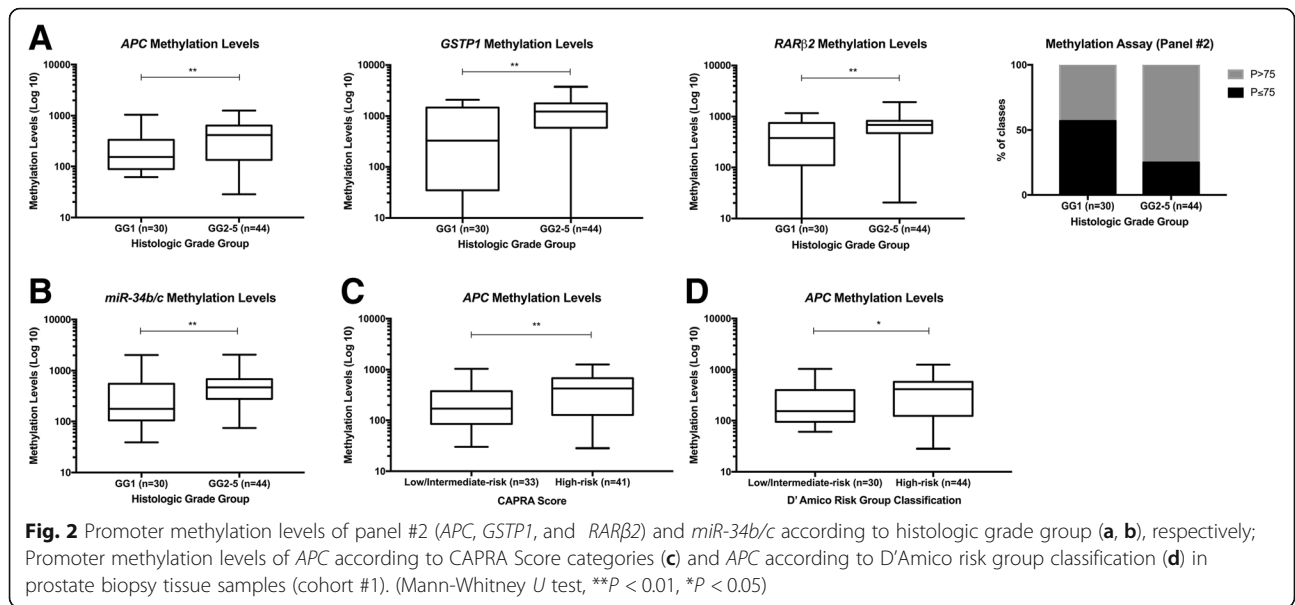 A
APC Methylation Levels
Methylation Levels (Log 10)
10000
1000
100
10
**
GG1 (n=30)
GG2-5 (n=44)
Histologic Grade Group
GSTP1 Methylation Levels
Methylation Levels (Log 10)
10000
1000
100
10
**
GG1 (n=30)
GG2-5 (n=44)
Histologic Grade Group
RARβ2 Methylation Levels
Methylation Levels (Log 10)
10000
1000
100
10
**
GG1 (n=30)
GG2-5 (n=44)
Histologic Grade Group
Methylation Assay (Panel #2)
% of classes
100
50
0
P>75
P≤75
GG1 (n=30)
GG2-5 (n=44)
Histologic Grade Group
B
miR-34b/c Methylation Levels
Methylation Levels (Log 10)
10000
1000
100
10
**
GG1 (n=30)
GG2-5 (n=44)
Histologic Grade Group
C
APC Methylation Levels
Methylation Levels (Log 10)
10000
1000
100
10
**
Low/Intermediate-risk (n=33)
High-risk (n=41)
CAPRA Score
D
APC Methylation Levels
Methylation Levels (Log 10)
10000
1000
100
10
*
Low/Intermediate-risk (n=30)
High-risk (n=44)
D' Amico Risk Group Classification
Fig. 2 Promoter methylation levels of panel #2 (APC, GSTP1, and RARβ2) and miR-34b/c according to histologic grade group (a, b), respectively;
Promoter methylation levels of APC according to CAPRA Score categories (c) and APC according to D'Amico risk group classification (d) in
prostate biopsy tissue samples (cohort #1). (Mann-Whitney U test, **P < 0.01, *P < 0.05)